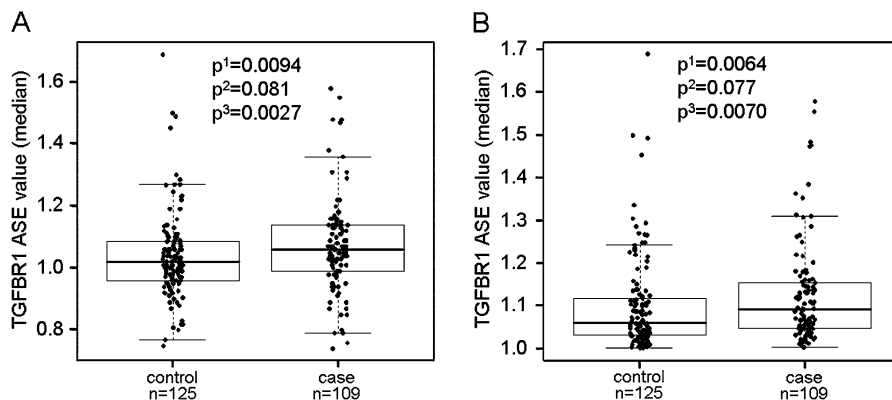 A
p¹=0.0094
p²=0.081
p³=0.0027
TGFBR1 ASE value (median)
1.6
1.4
1.2
1.0
0.8
control
n=125
case
n=109
B
p¹=0.0064
p²=0.077
p³=0.0070
TGFBR1 ASE value (median)
1.7
1.6
1.5
1.4
1.3
1.2
1.1
1.0
control
n=125
case
n=109